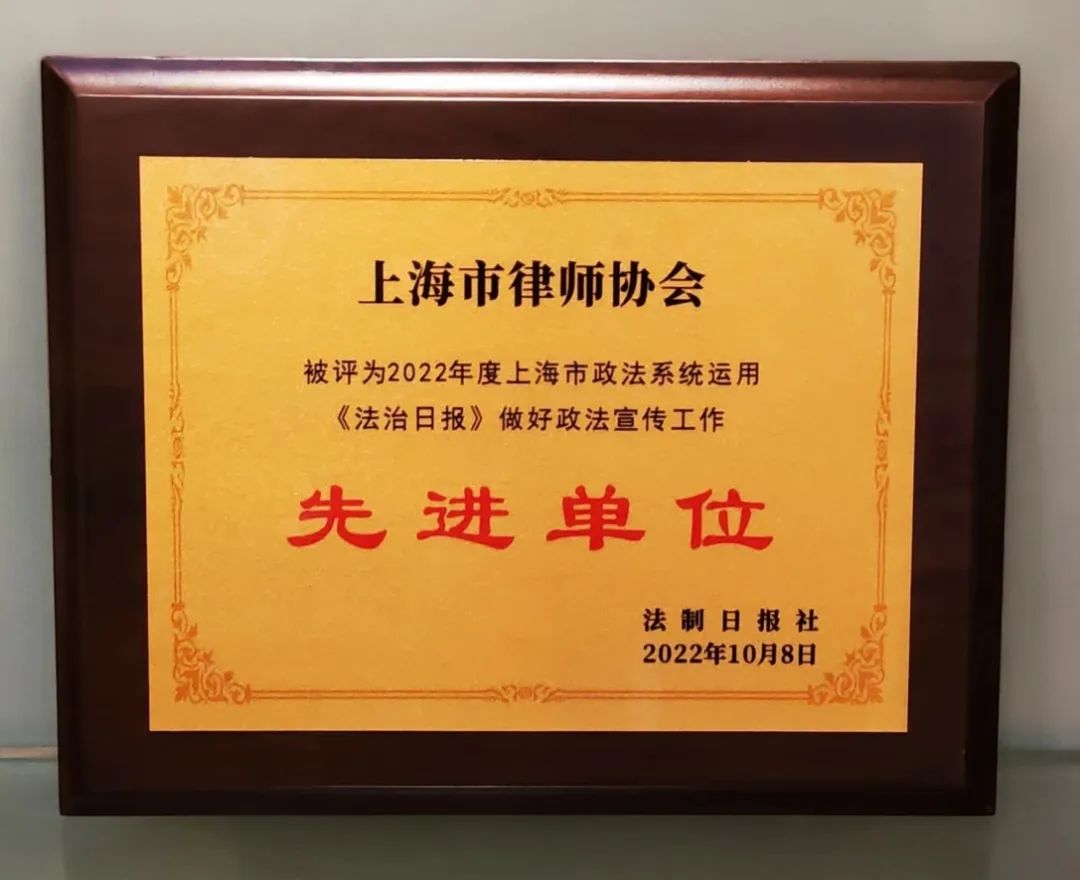 上海市律师协会
被评为2022年度上海市政法系统运用
《法治日报》做好政法宣传工作
先进单位
法制日报社
2022年10月8日